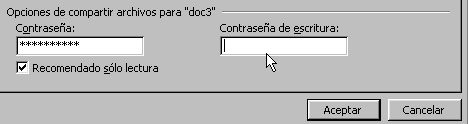 Opciones de compartir archivos para "doc3"
Contraseña: Contraseña de escritura:
**********
Recomendado sólo lectura
Aceptar Cancelar